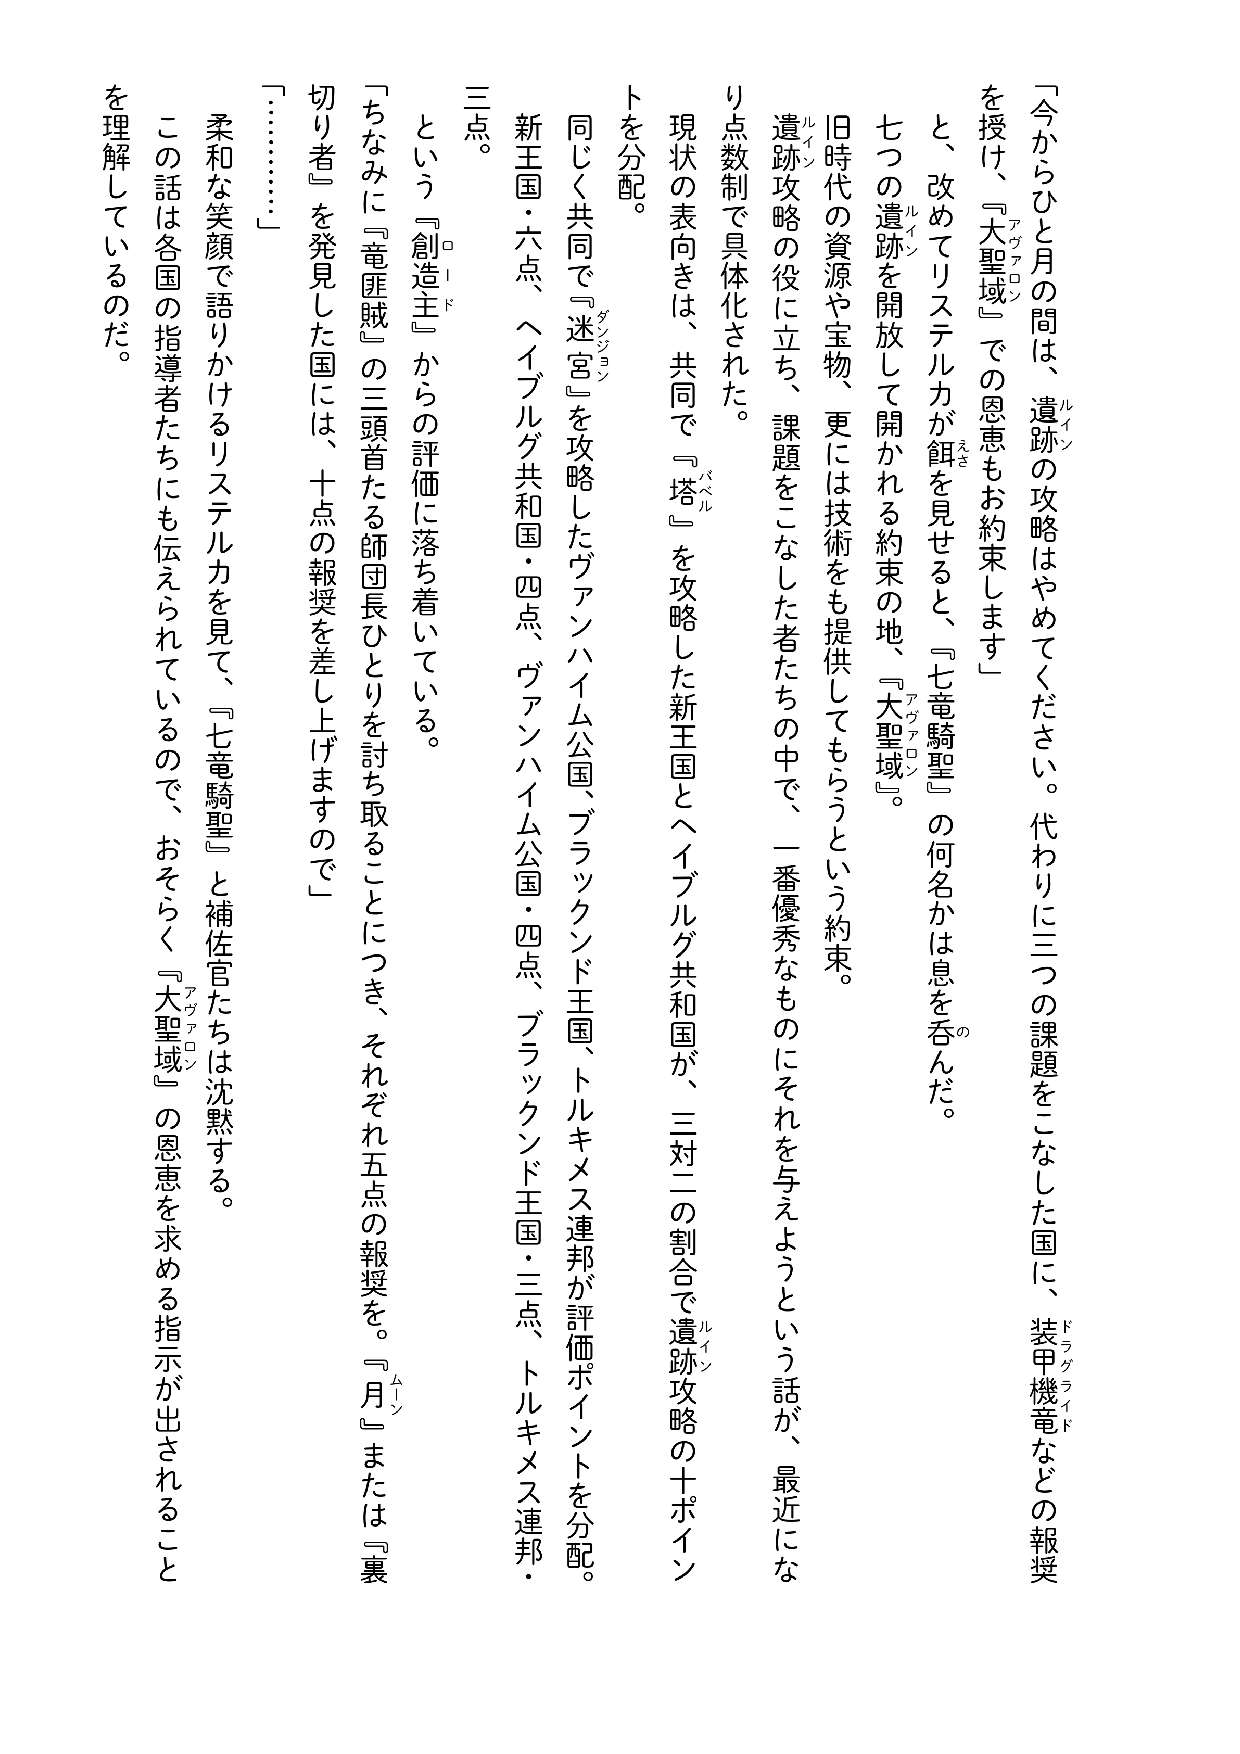 「今からひと月の間は、遺跡の攻略はやめてください。代わりに三つの課題をこなした国に、装甲機竜などの報奨
を授け、『大聖域』での恩恵もお約束します」
と、改めてリステルカが餌を見せると、『七竜騎聖』の何名かは息を呑んだ。
七つの遺跡を開放して開かれる約束の地、『大聖域』。
旧時代の資源や宝物、更には技術をも提供してもらうという約束。
遺跡攻略の役に立ち、課題をこなした者たちの中で、一番優秀なものにそれを与えようという話が、最近にな
り点数制で具体化された。
現状の表向きは、共同で『塔』を攻略した新王国とヘイブルグ共和国が、三対二の割合で遺跡攻略の十ポイン
トを分配。
同じく共同で『迷宮』を攻略したヴァンハイム公国、ブラックンド王国、トルキメス連邦が評価ポイントを分配。
新王国・六点、ヘイブルグ共和国・四点、ヴァンハイム公国・四点、ブラックンド王国・三点、トルキメス連邦・
三点。
という『創造主』からの評価に落ち着いている。
「ちなみに『竜匪賊』の三頭首たる師団長ひとりを討ち取ることにつき、それぞれ五点の報奨を。『月』または『裏
切り者』を発見した国には、十点の報奨を差し上げますので」
「…………」
柔和な笑顔で語りかけるリステルカを見て、『七竜騎聖』と補佐官たちは沈黙する。
この話は各国の指導者たちにも伝えられているので、おそらく『大聖域』の恩恵を求める指示が出されること
を理解しているのだ。